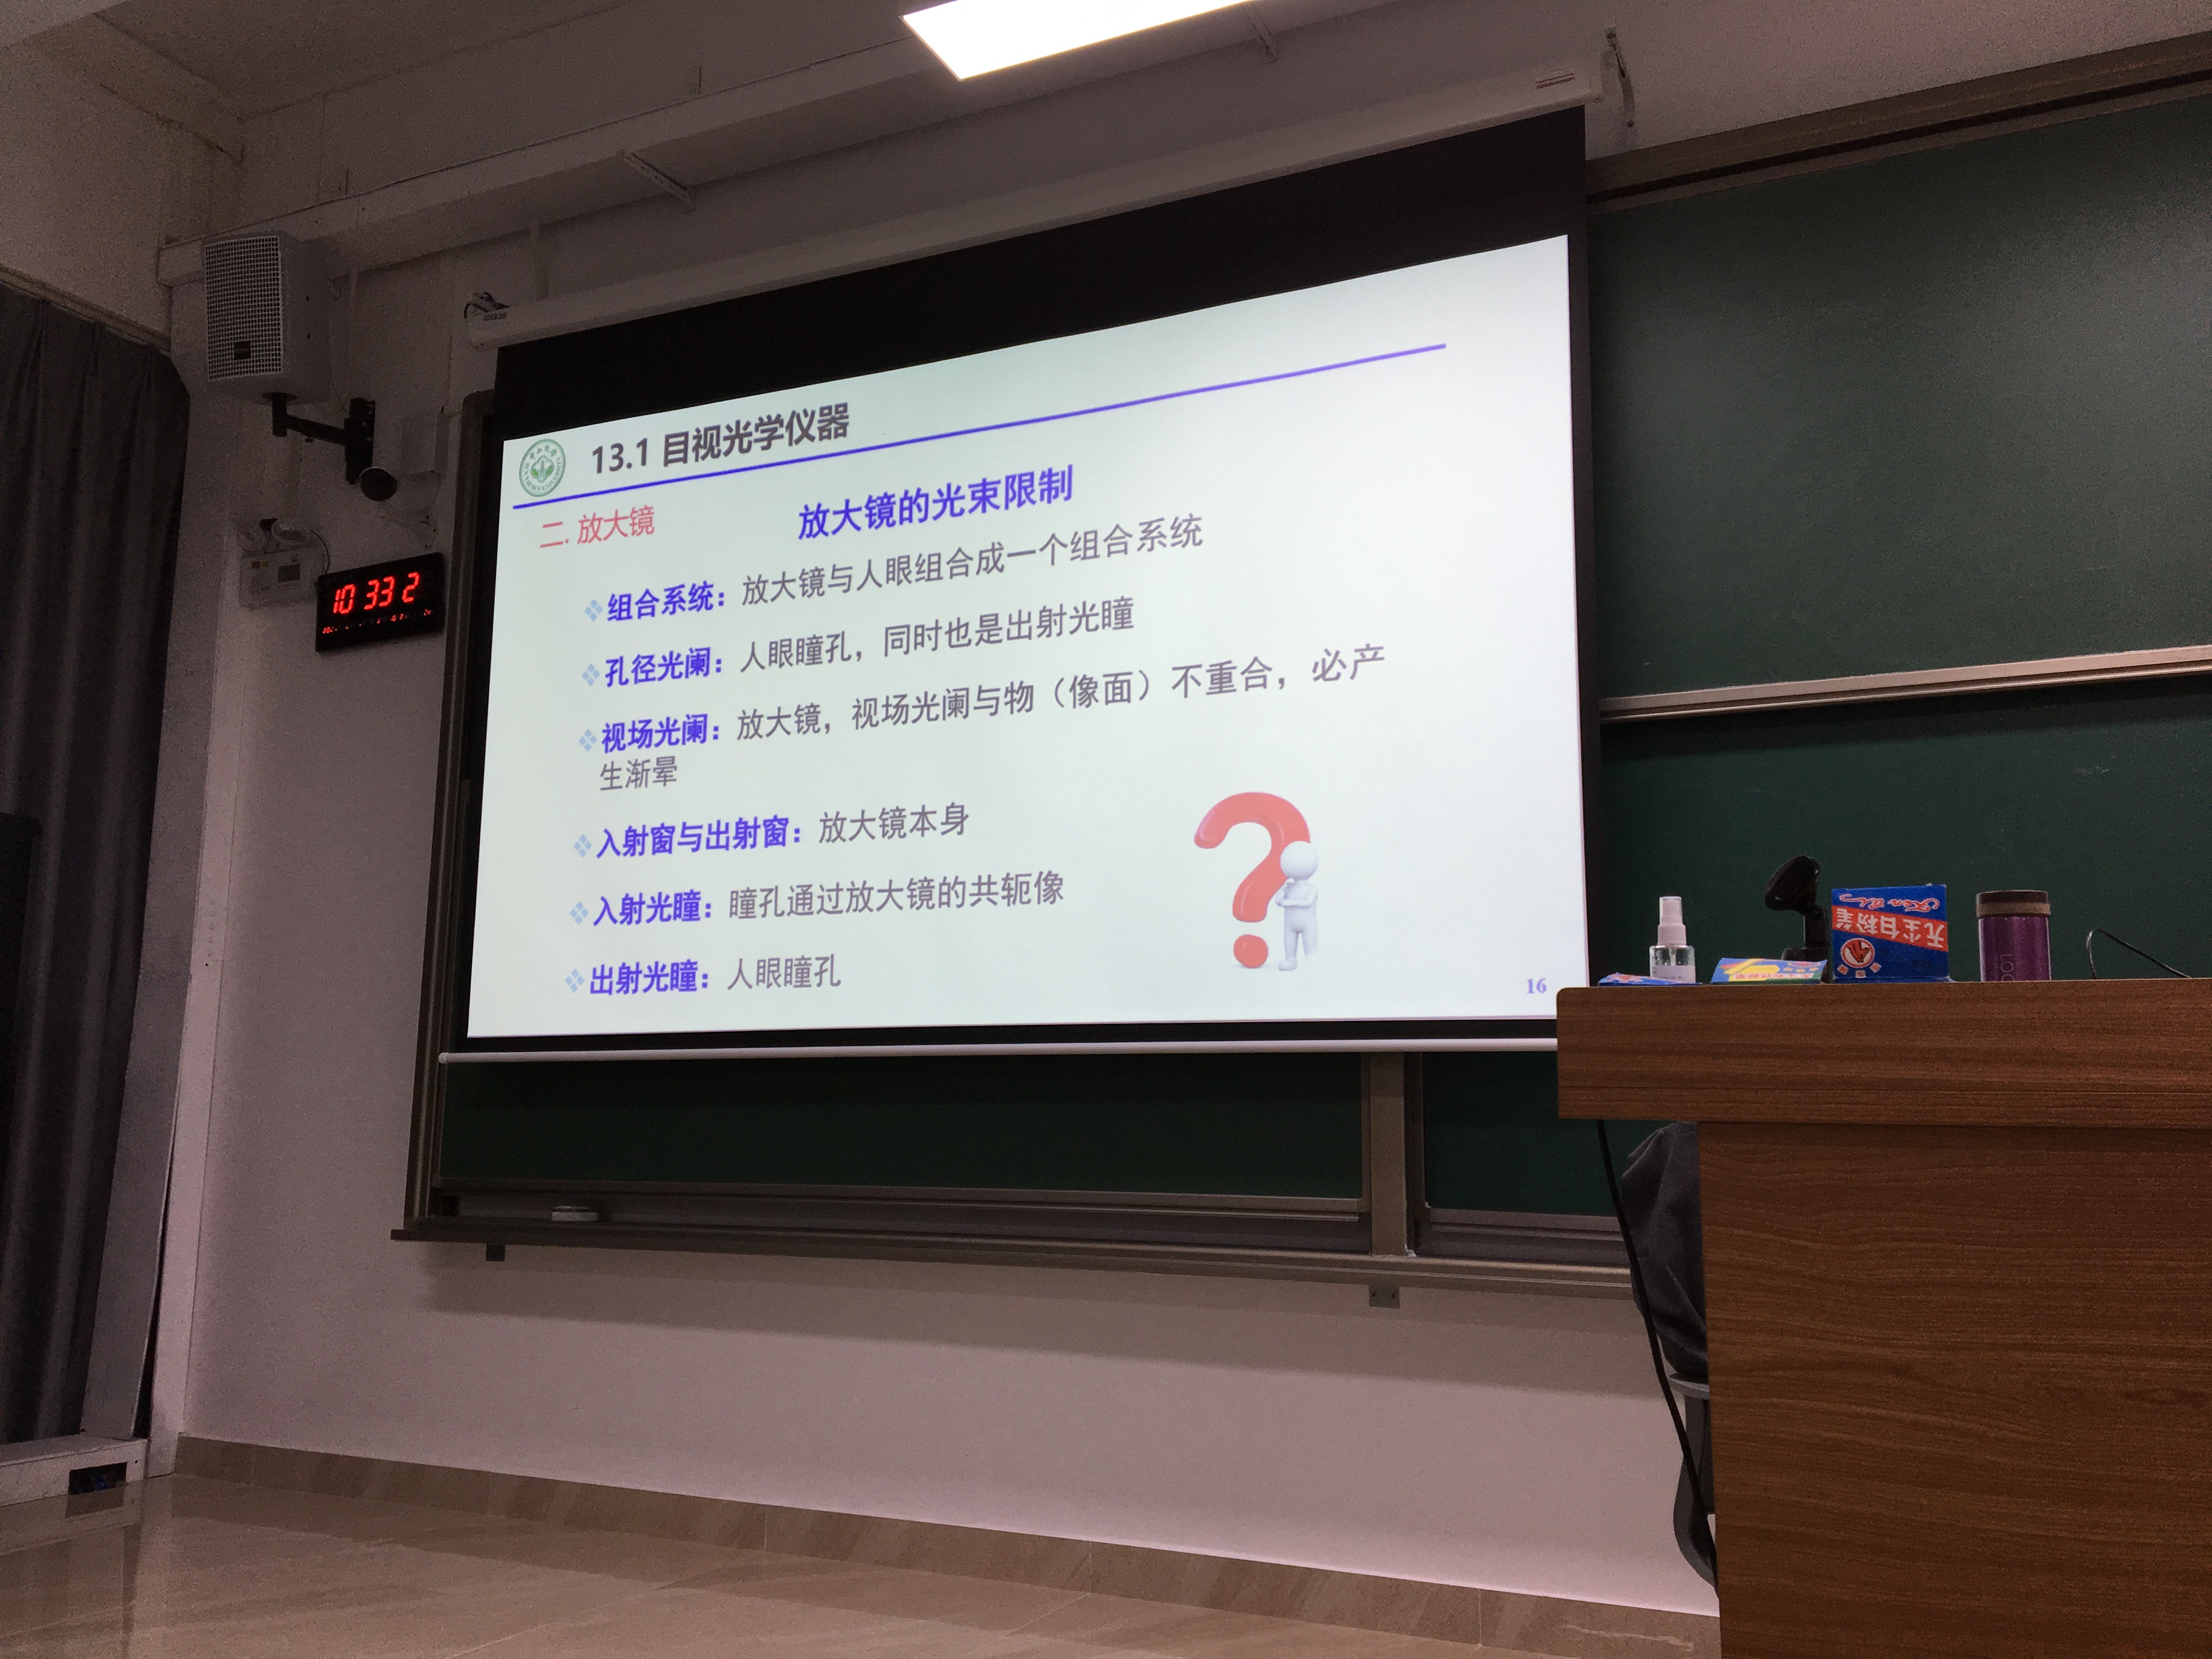 13.1 目视光学仪器
二. 放大镜
放大镜的光束限制
组合系统：放大镜与人眼组合成一个组合系统
孔径光阑：人眼瞳孔，同时也是出射光瞳
视场光阑：放大镜，视场光阑与物（像面）不重合，必产
生渐晕
入射窗与出射窗：放大镜本身
入射光瞳：瞳孔通过放大镜的共轭像
出射光瞳：人眼瞳孔
16
10 33 2
无尘白粉笔